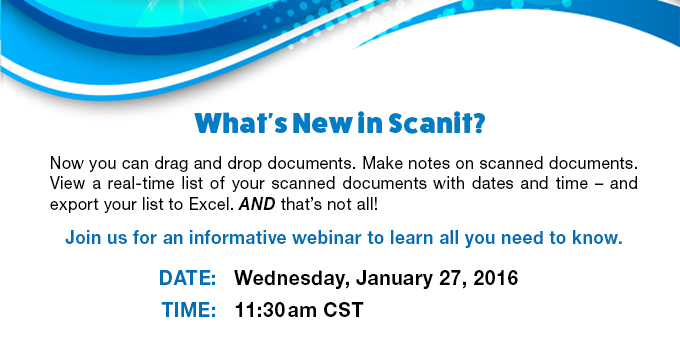 What's New in Scanit?
Now you can drag and drop documents. Make notes on scanned documents.
View a real-time list of your scanned documents with dates and time – and
export your list to Excel. AND that's not all!
Join us for an informative webinar to learn all you need to know.
DATE: Wednesday, January 27, 2016
TIME: 11:30am CST